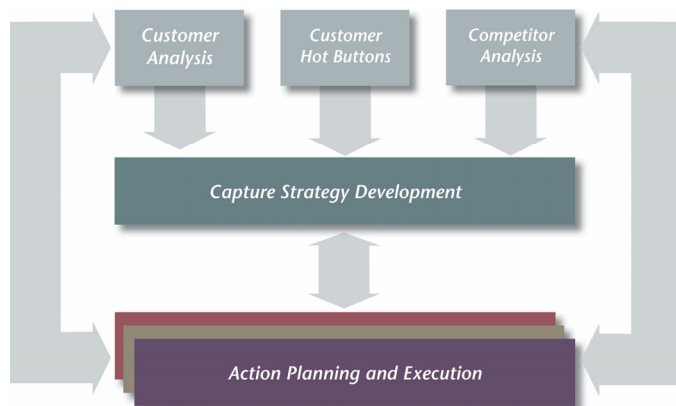 Customer
Analysis
Customer
Hot Buttons
Competitor
Analysis
Capture Strategy Development
Action Planning and Execution